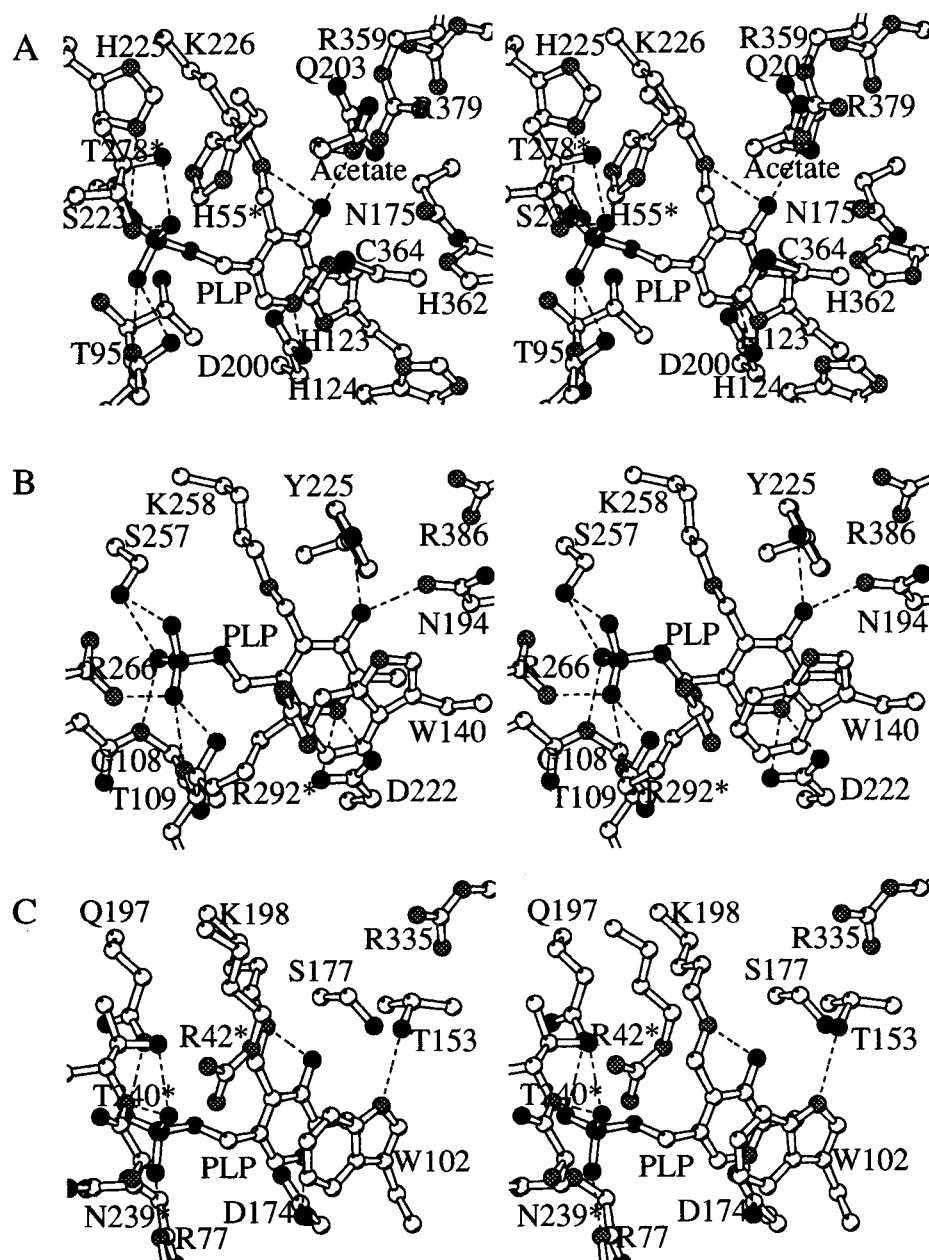 A
H225 K226 R359 H225 K226 R359
Q203 Q20
R379 R379
T278* T278*
Acetate Acetate
S223 H55* N175 S22 H55* N175
C364 C364
PLP H362 PLP H362
T95 H123 T95 H123
D200 D200
H124 H124
B
K258 Y225 K258 Y225
S257 R386 S257 R386
PLP N194 PLP N194
R266 R266
W140 W140
G108 G108
T109 R292* D222 T109 R292* D222
C
Q197 K198 Q197 K198
R335 R335
S177 S177
R42* T153 R42* T153
T240* T240*
PLP W102 PLP W102
N239* D174 N239* D174
R77 R77